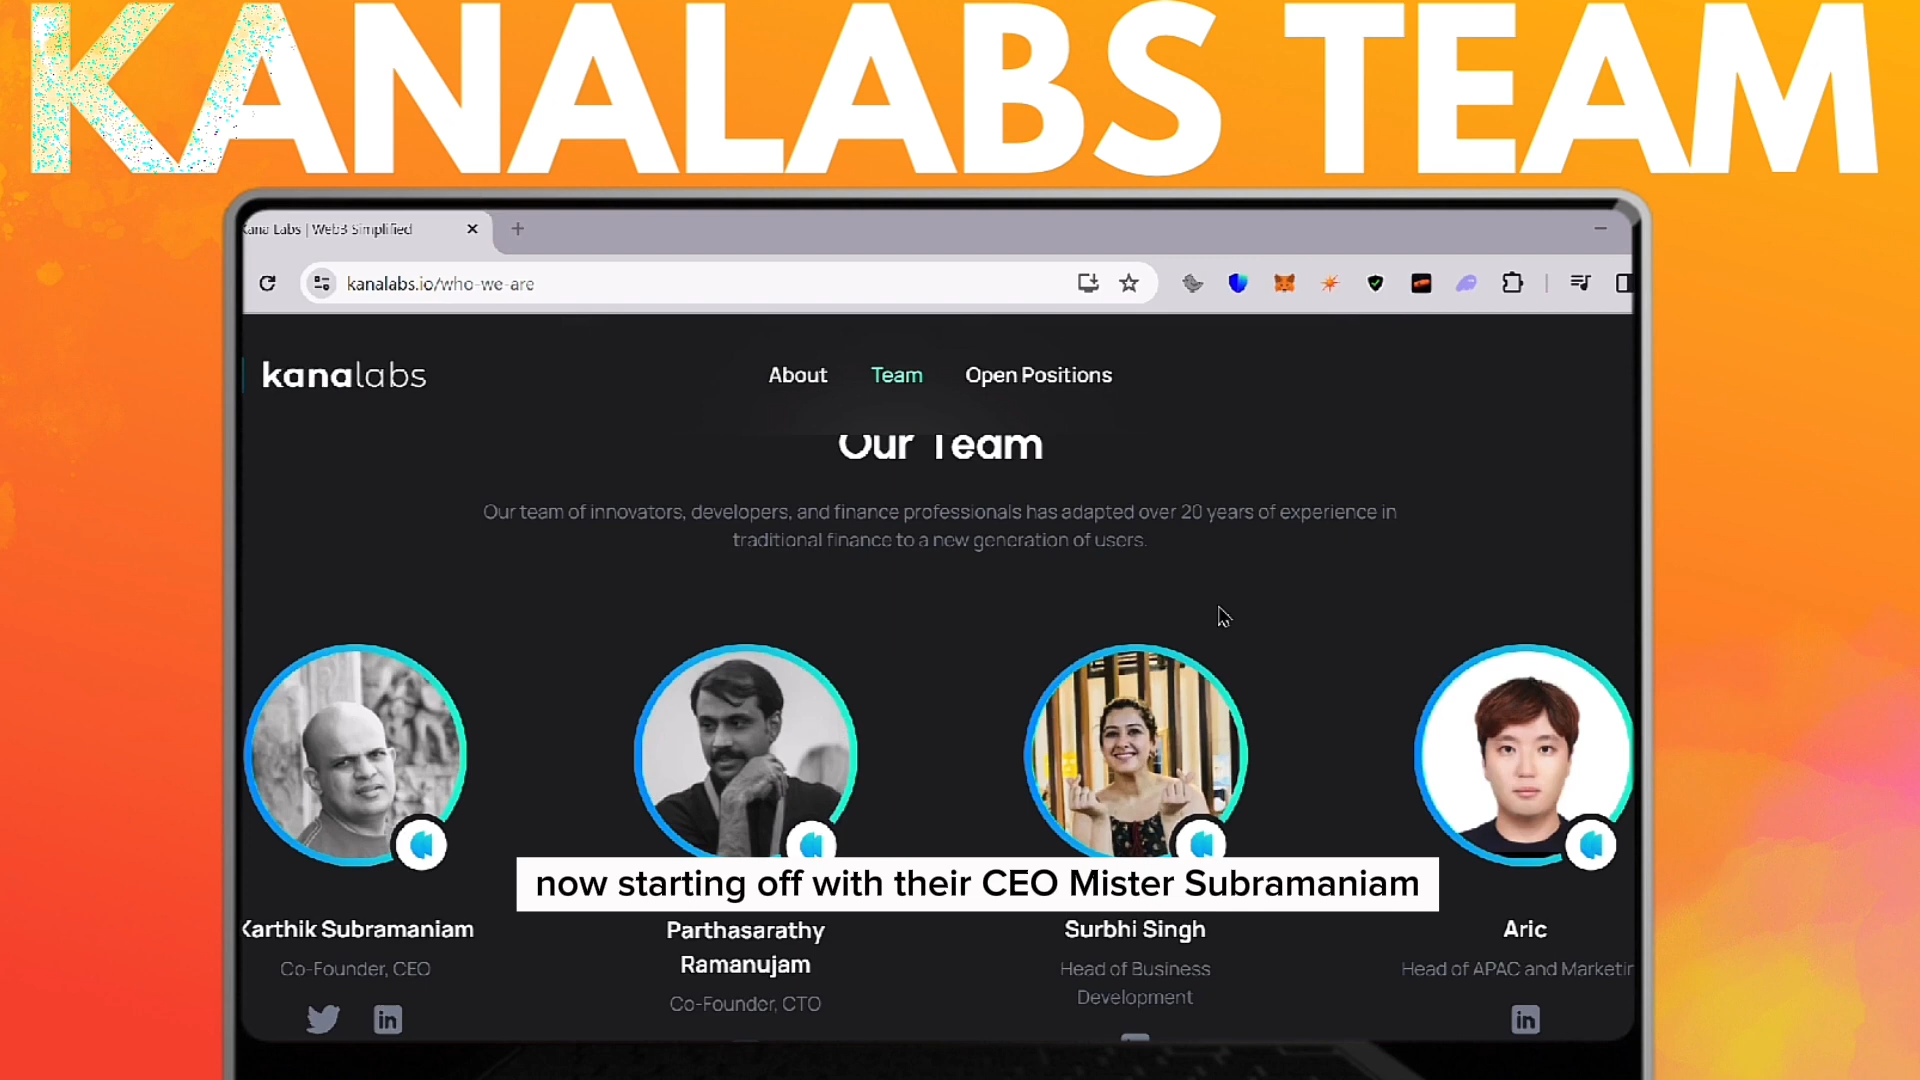 KANALABS TEAM
Kana Labs | Web3 Simplified
kanalabs.io/who-we-are
kanalabs
About
Team
Open Positions
Our Team
Our team of innovators, developers, and finance professionals has adapted over 20 years of experience in
traditional finance to a new generation of users.
now starting off with their CEO Mister Subramaniam
Karthik Subramaniam
Co-Founder, CEO
Parthasarathy
Ramanujam
Co-Founder, CTO
Surbhi Singh
Head of Business
Development
Aric
Head of APAC and Marketin
in
in